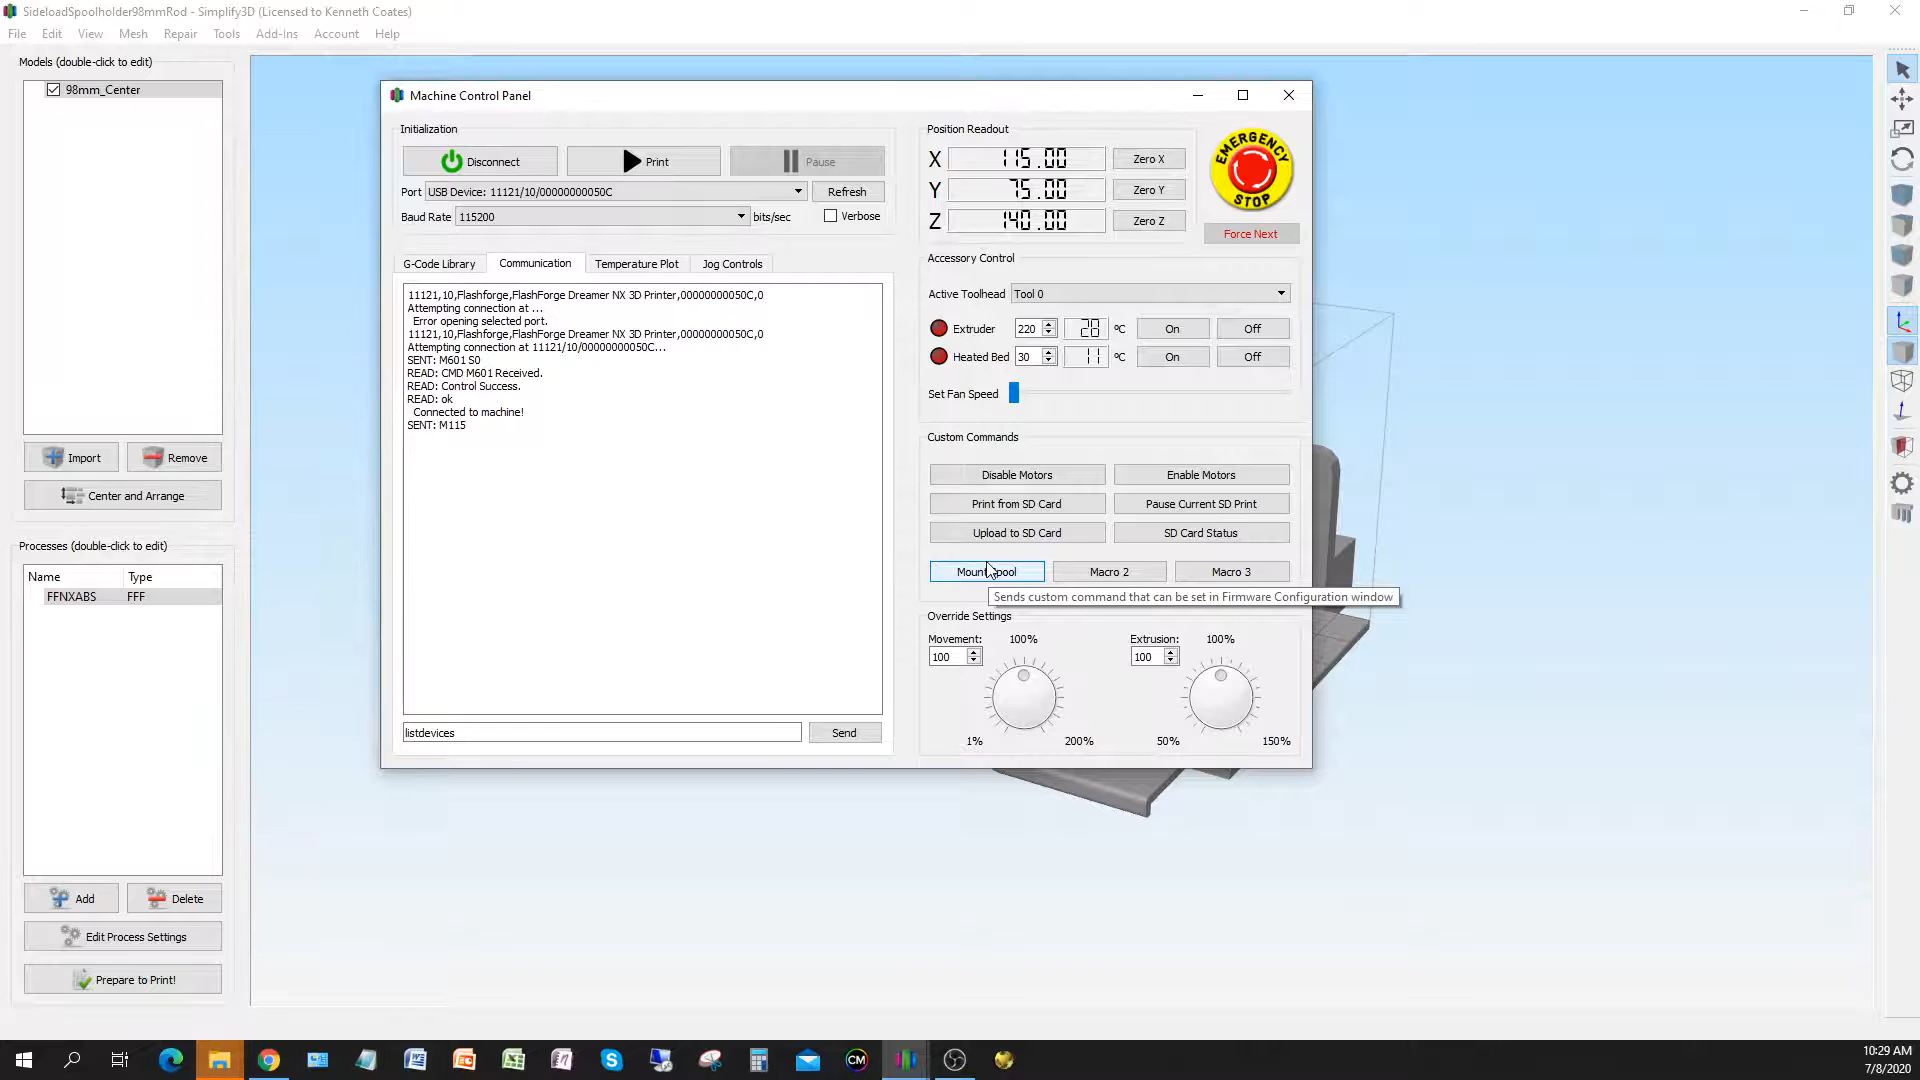 SideloadSpoolholder98mmRod - Simplify3D (Licensed to Kenneth Coates)
File Edit View Mesh Repair Tools Add-Ins Account Help
Models (double-click to edit)
98mm_Center
Import Remove
Center and Arrange
Processes (double-click to edit)
Name Type
FFNXABS FFF
Add Delete
Edit Process Settings
Prepare to Print!
Machine Control Panel
Initialization
Disconnect Print Pause
Port USB Device: 11121/10/00000000050C Refresh
Baud Rate 115200 bits/sec Verbose
G-Code Library Communication Temperature Plot Jog Controls
11121,10,Flashforge,FlashForge Dreamer NX 3D Printer,00000000050C,0
Attempting connection at ...
Error opening selected port.
11121,10,Flashforge,FlashForge Dreamer NX 3D Printer,00000000050C,0
Attempting connection at 11121/10/00000000050C...
SENT: M601 S0
READ: CMD M601 Received.
READ: Control Success.
READ: ok
Connected to machine!
SENT: M115
listdevices Send
Position Readout
X 115.00 Zero X
Y 75.00 Zero Y
Z 140.00 Zero Z
EMERGENCY STOP
Force Next
Accessory Control
Active Toolhead Tool 0
Extruder 220 28 ºC On Off
Heated Bed 30 11 ºC On Off
Set Fan Speed
Custom Commands
Disable Motors Enable Motors
Print from SD Card Pause Current SD Print
Upload to SD Card SD Card Status
Mount Spool Macro 2 Macro 3
Sends custom command that can be set in Firmware Configuration window
Override Settings
Movement: 100% Extrusion: 100%
100 100
1% 200% 50% 150%
CM
10:29 AM
7/8/2020